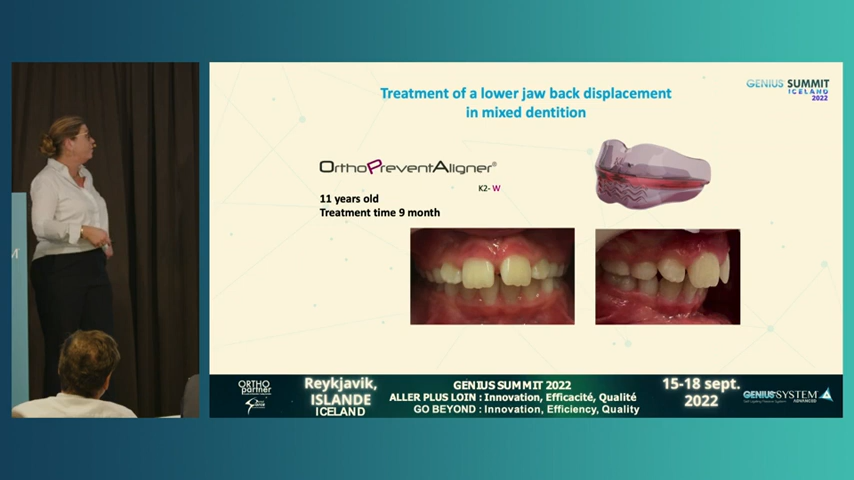 Treatment of a lower jaw back displacement
in mixed dentition
GENIUS SUMMIT
ICELAND
2022
OrthoPreventAligner®
K2- W
11 years old
Treatment time 9 month
M
ORTHO
partner
Reykjavik,
ISLANDE
ICELAND
GENIUS SUMMIT 2022
ALLER PLUS LOIN : Innovation, Efficacité, Qualité
GO BEYOND : Innovation, Efficiency, Quality
15-18 sept.
2022
GENIUS SYSTEM
ADVANCED